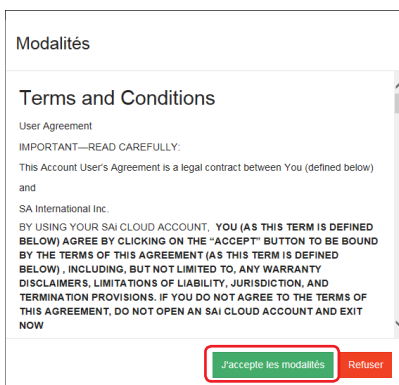 Modalités
Terms and Conditions
User Agreement
IMPORTANT—READ CAREFULLY:
This Account User's Agreement is a legal contract between You (defined below)
and
SA International Inc.
BY USING YOUR SAi CLOUD ACCOUNT, YOU (AS THIS TERM IS DEFINED
BELOW) AGREE BY CLICKING ON THE “ACCEPT” BUTTON TO BE BOUND
BY THE TERMS OF THIS AGREEMENT (AS THIS TERM IS DEFINED
BELOW) , INCLUDING, BUT NOT LIMITED TO, ANY WARRANTY
DISCLAIMERS, LIMITATIONS OF LIABILITY, JURISDICTION, AND
TERMINATION PROVISIONS. IF YOU DO NOT AGREE TO THE TERMS OF
THIS AGREEMENT, DO NOT OPEN AN SAi CLOUD ACCOUNT AND EXIT
NOW
J'accepte les modalités Refuser